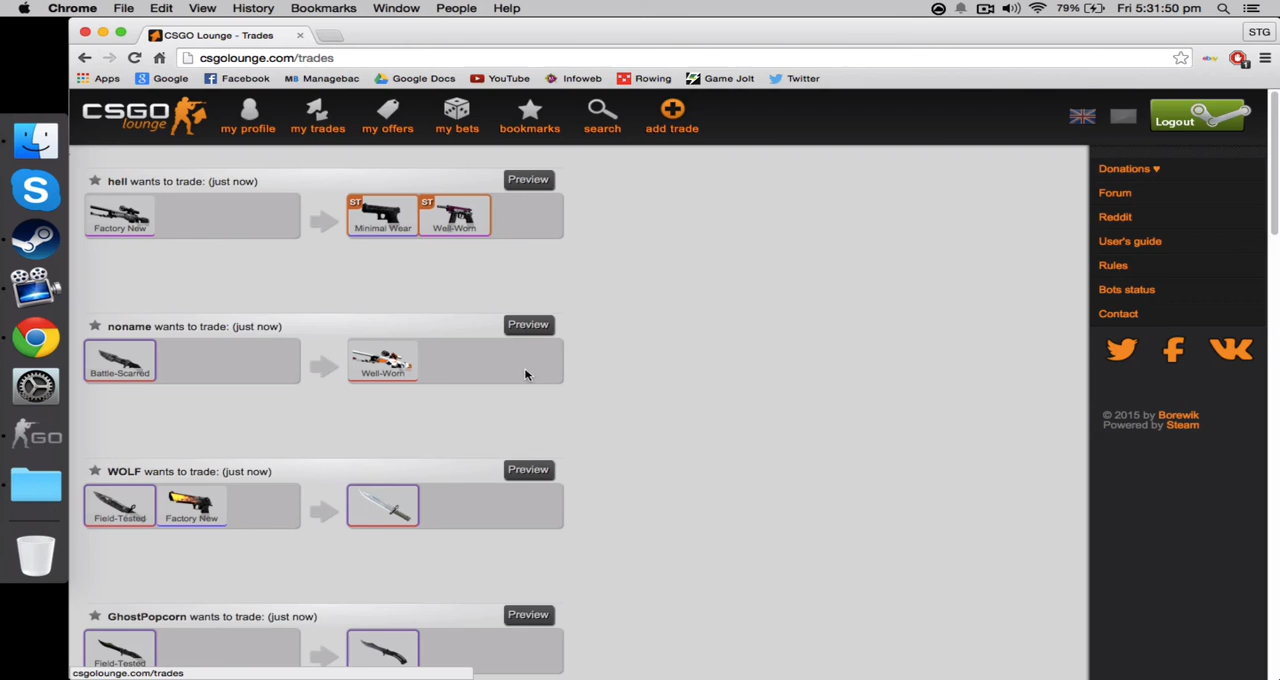 Chrome File Edit View History Bookmarks Window People Help 79% Fri 5:31:50 pm
CSGO Lounge - Trades STG
csgolounge.com/trades
Apps Google Facebook MB Managebac Google Docs YouTube Infoweb Rowing Game Jolt Twitter
CSGO lounge my profile my trades my offers my bets bookmarks search add trade Logout
hell wants to trade: (just now) Preview
ST ST
Factory New Minimal Wear Well-Worn
noname wants to trade: (just now) Preview
Battle-Scarred Well-Worn
WOLF wants to trade: (just now) Preview
Field-Tested Factory New
GhostPopcorn wants to trade: (just now) Preview
Field-Tested
csgolounge.com/trades
Donations ♥
Forum
Reddit
User's guide
Rules
Bots status
Contact
© 2015 by Borewik
Powered by Steam
GO